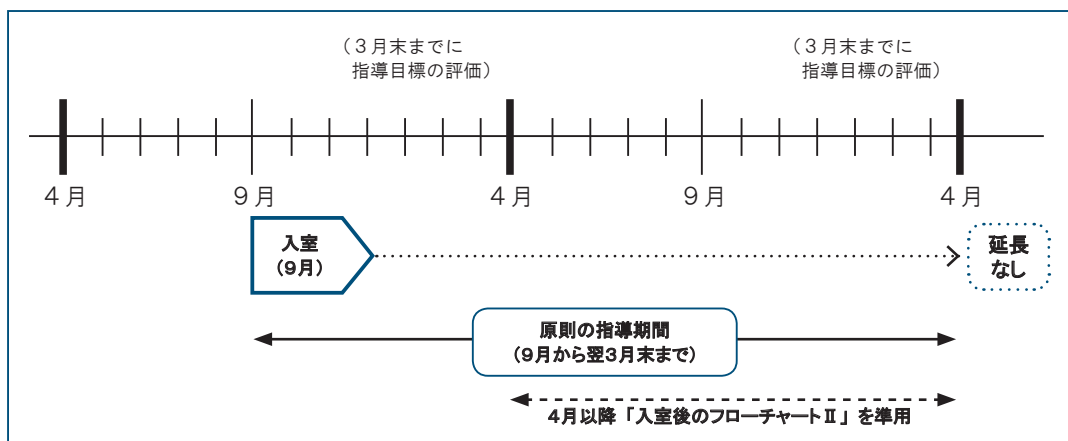 （３月末までに
指導目標の評価）
（３月末までに
指導目標の評価）
４月
９月
４月
９月
４月
入室
（９月）
延長
なし
原則の指導期間
（９月から翌３月末まで）
４月以降「入室後のフローチャートⅡ」を準用